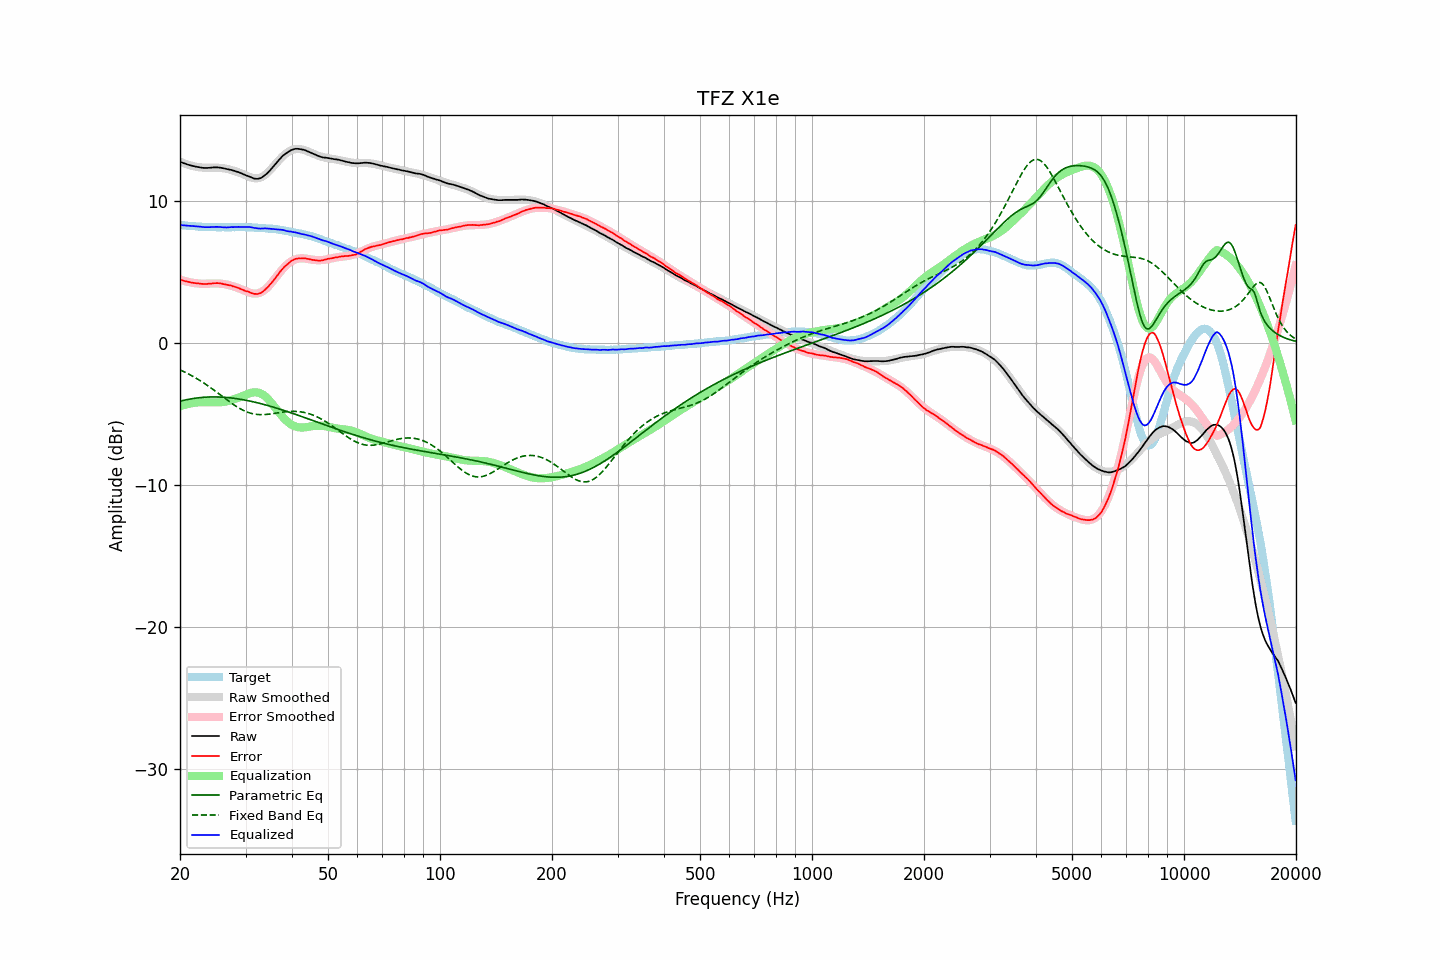 TFZ X1e
Amplitude (dBr)
10
0
−10
−20
−30
Target
Raw Smoothed
Error Smoothed
Raw
Error
Equalization
Parametric Eq
Fixed Band Eq
Equalized
20 50 100 200 500 1000 2000 5000 10000 20000
Frequency (Hz)